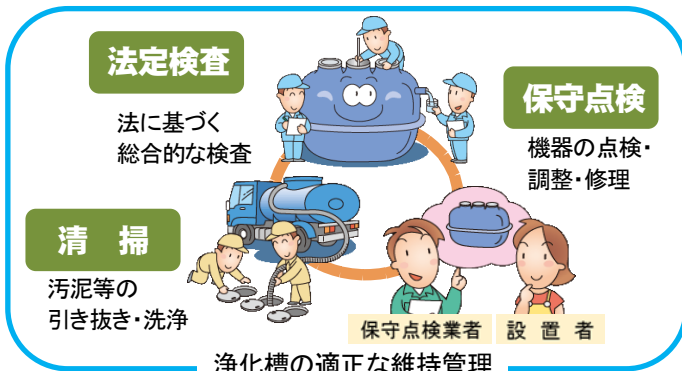 法定検査
法に基づく
総合的な検査
保守点検
機器の点検・
調整・修理
清 掃
汚泥等の
引き抜き・洗浄
保守点検業者
設 置 者
浄化槽の適正な維持管理